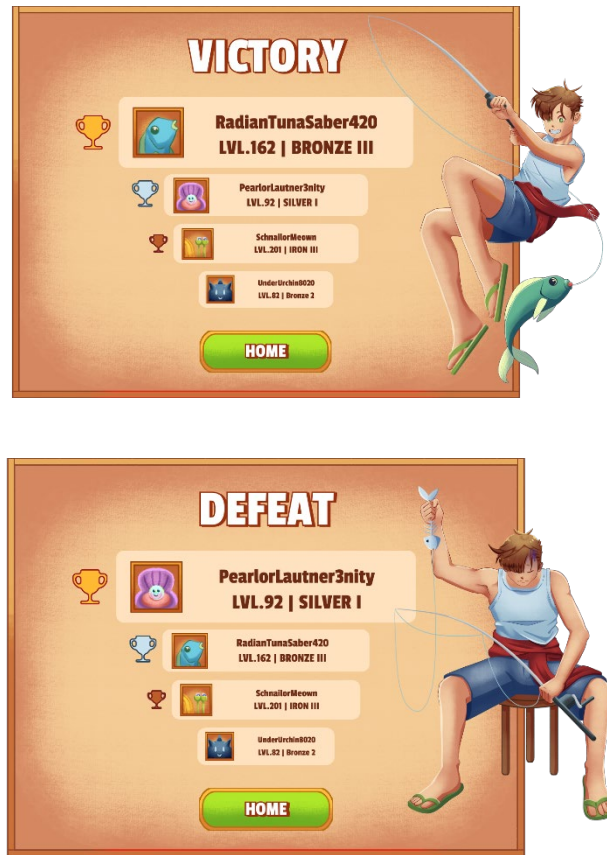 VICTORY
RadianTunaSaber420
LVL.162 | BRONZE III
PearlorLautner3nity
LVL.92 | SILVER I
SchnailorMeown
LVL.201 | IRON III
UnderUrchin8020
LVL.82 | Bronze 2
HOME
DEFEAT
PearlorLautner3nity
LVL.92 | SILVER I
RadianTunaSaber420
LVL.162 | BRONZE III
SchnailorMeown
LVL.201 | IRON III
UnderUrchin8020
LVL.82 | Bronze 2
HOME